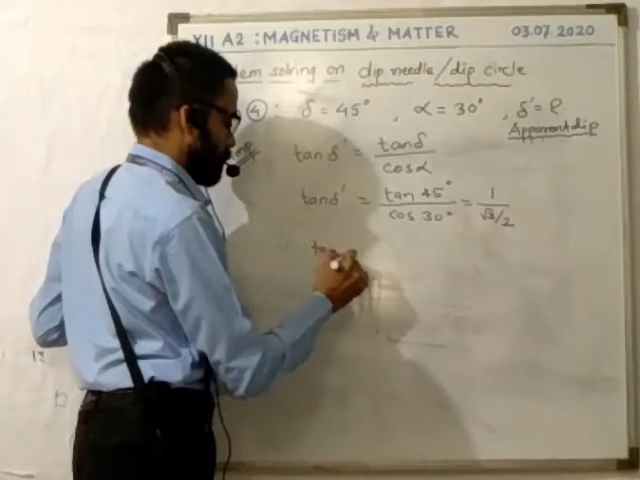 XII A2 : MAGNETISM & MATTER 03.07.2020
solving on dip needle/dip circle
④ : δ = 45° , α = 30° , δ' = ?
Apparent dip
tan δ' = tan δ / cos α
tan δ' = tan 45° / cos 30° = 1 / √3/2